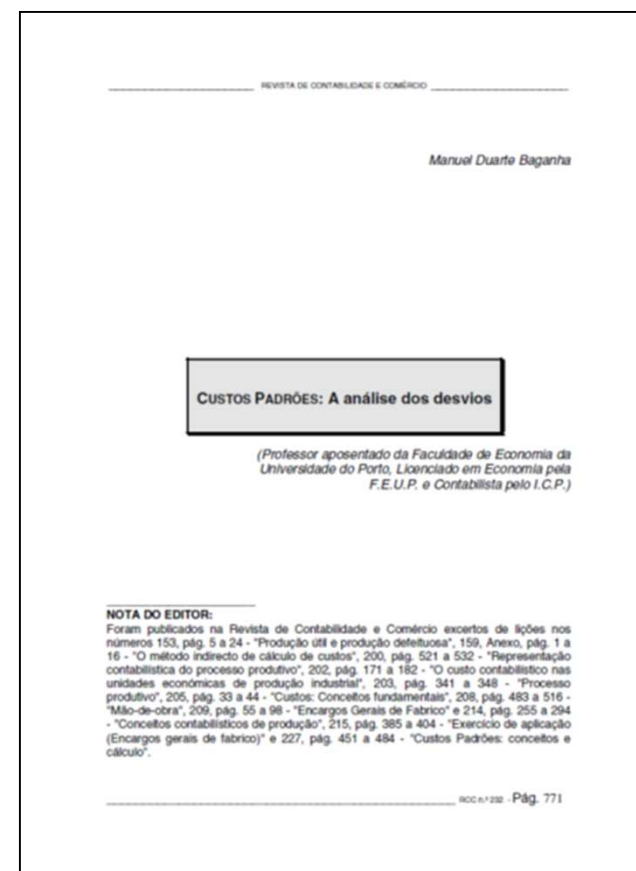 REVISTA DE CONTABILIDADE E COMÉRCIO
Manuel Duarte Baganha
CUSTOS PADRÕES: A análise dos desvios
(Professor aposentado da Faculdade de Economia da
Universidade do Porto, Licenciado em Economia pela
F.E.U.P. e Contabilista pelo I.C.P.)
NOTA DO EDITOR:
Foram publicados na Revista de Contabilidade e Comércio excertos de lições nos
números 153, pág. 5 a 24 - "Produção útil e produção defeituosa", 159, Anexo, pág. 1 a
16 - "O método indirecto de cálculo de custos", 200, pág. 521 a 532 - "Representação
contabilística do processo produtivo", 202, pág. 171 a 182 - "O custo contabilístico nas
unidades económicas de produção industrial", 203, pág. 341 a 348 - "Processo
produtivo", 205, pág. 33 a 44 - "Custos: Conceitos fundamentais", 208, pág. 483 a 516 -
"Mão-de-obra", 209, pág. 55 a 98 - "Encargos Gerais de Fabrico" e 214, pág. 255 a 294
- "Conceitos contabilísticos de produção", 215, pág. 385 a 404 - "Exercício de aplicação
(Encargos gerais de fabrico)" e 227, pág. 451 a 484 - "Custos Padrões: conceitos e
cálculo".
RCC n.º 232 - Pág. 771